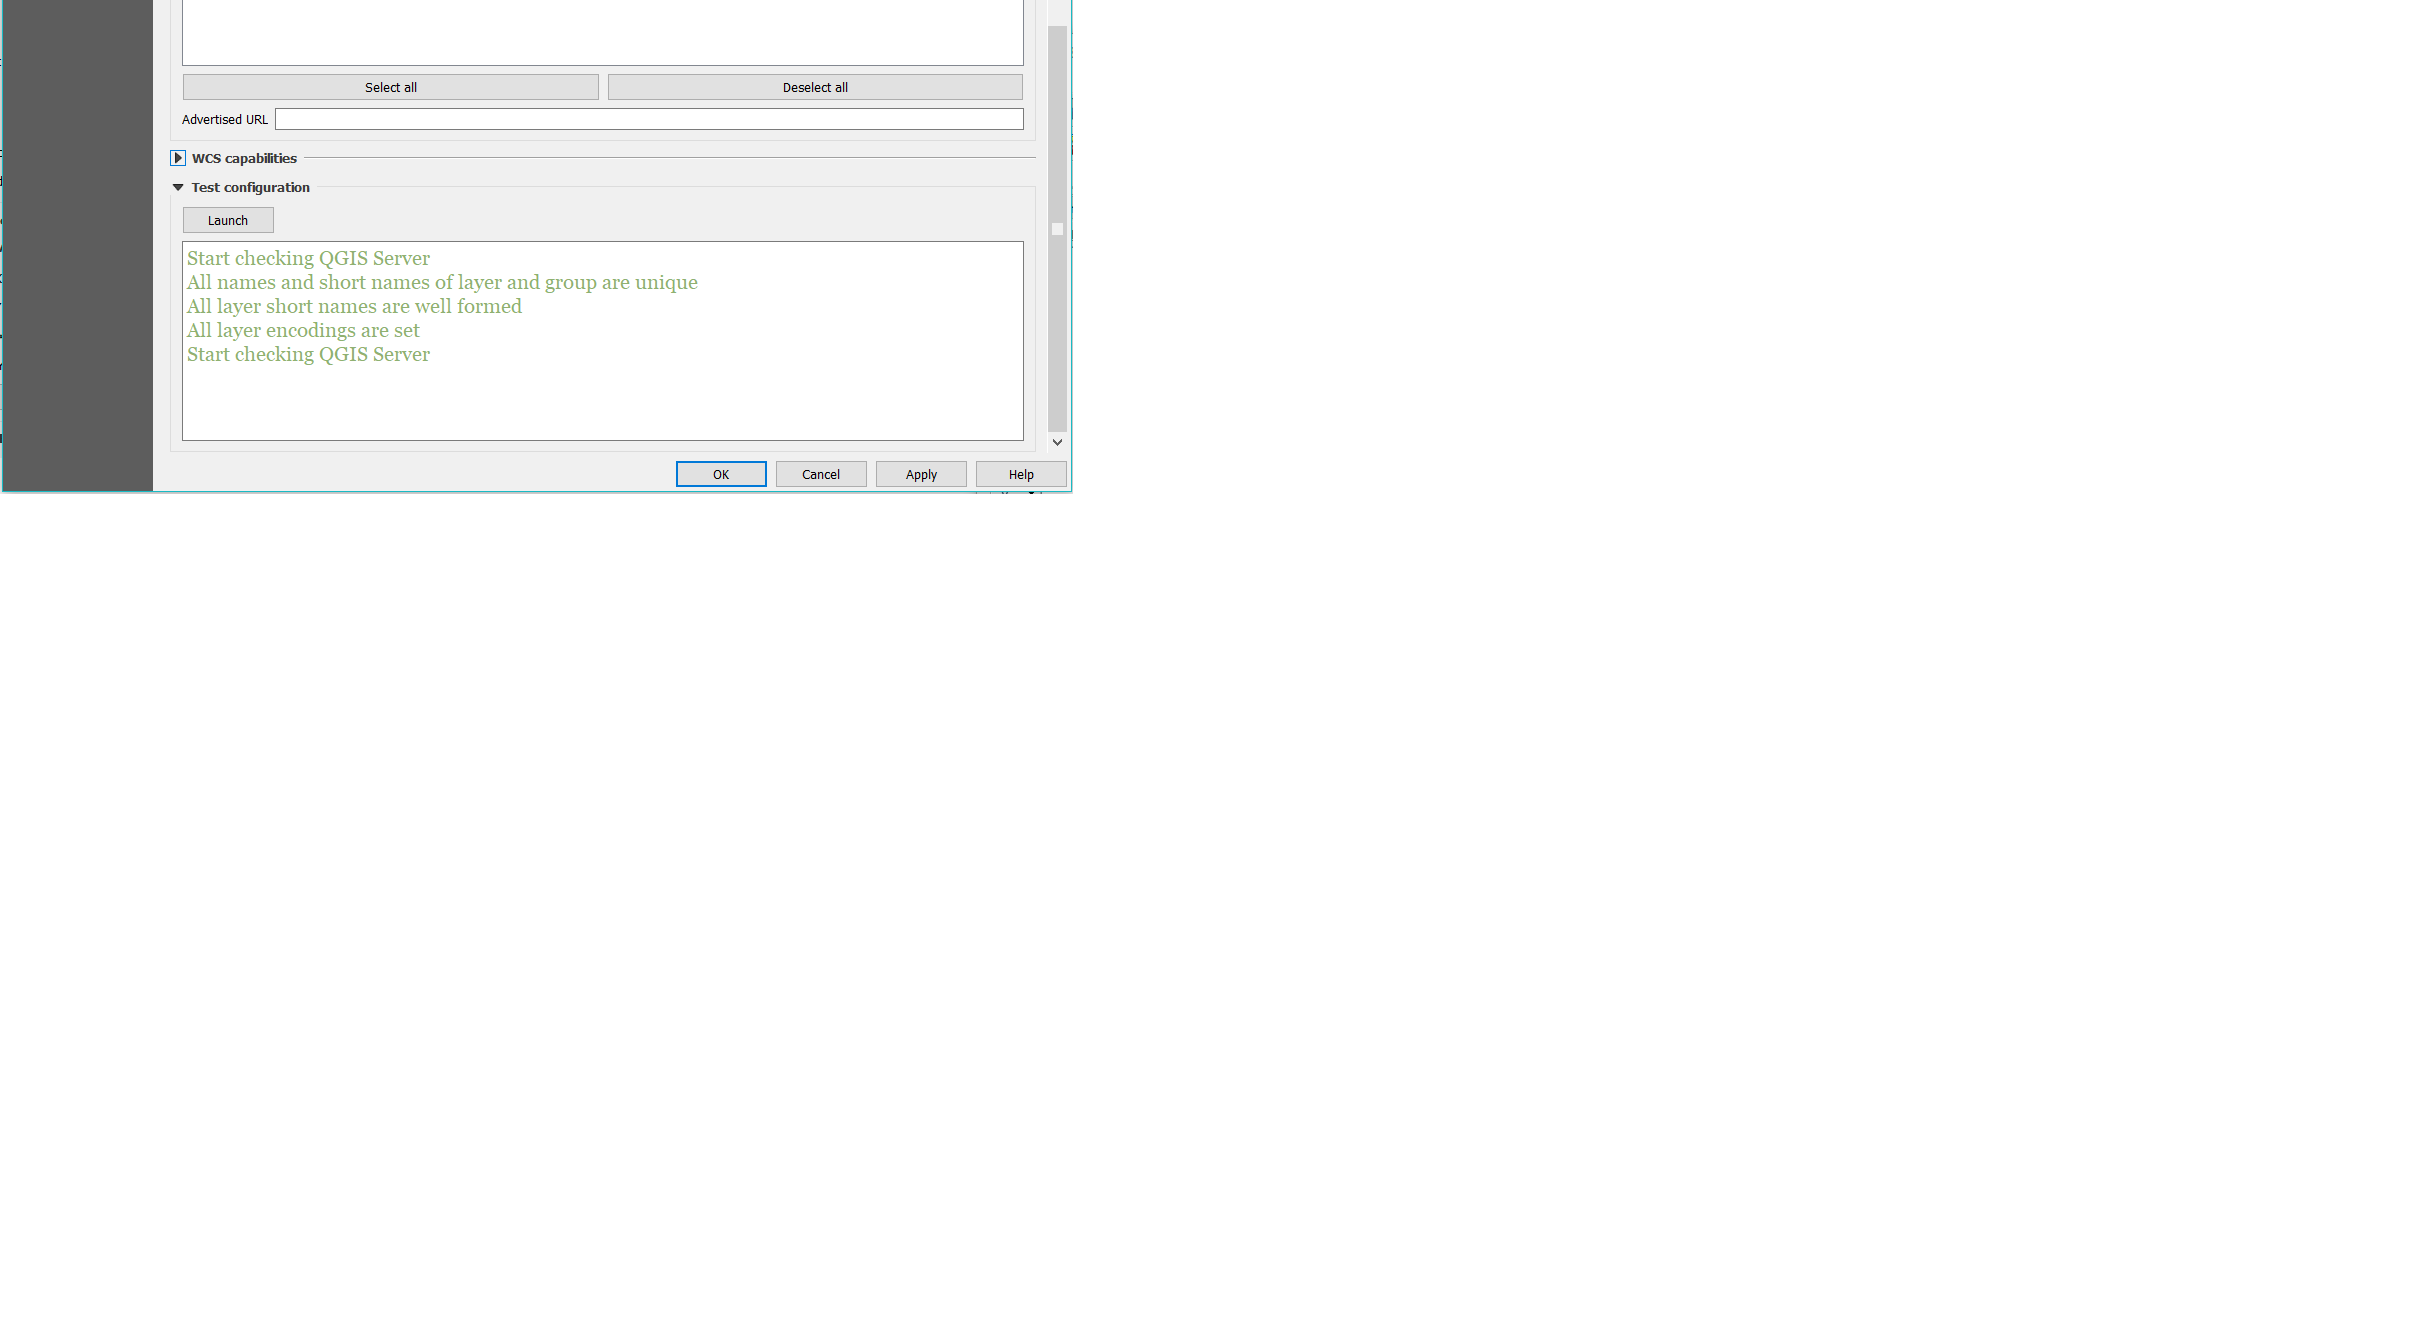 Select all
Deselect all
Advertised URL
WCS capabilities
Test configuration
Launch
Start checking QGIS Server
All names and short names of layer and group are unique
All layer short names are well formed
All layer encodings are set
Start checking QGIS Server
OK
Cancel
Apply
Help